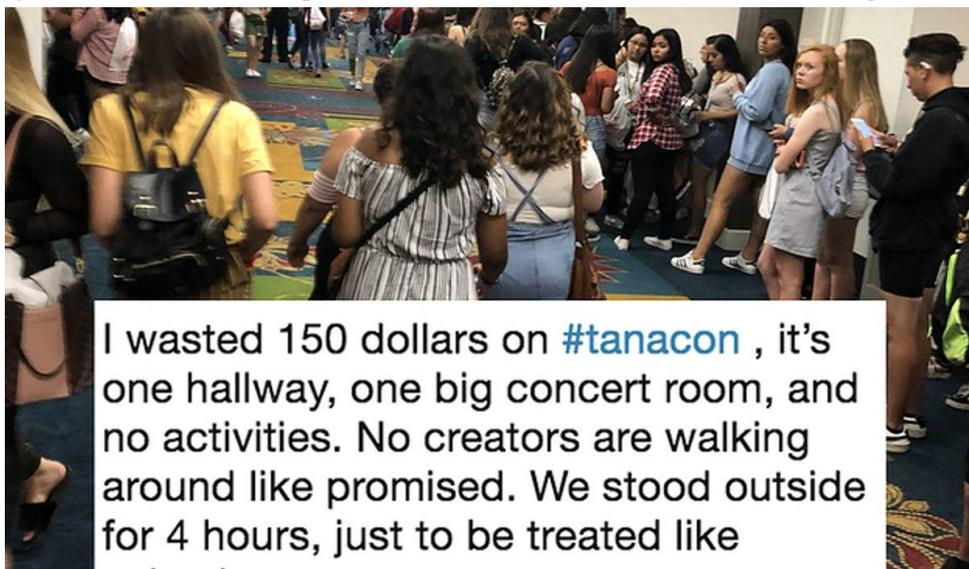 I wasted 150 dollars on #tanacon , it's
one hallway, one big concert room, and
no activities. No creators are walking
around like promised. We stood outside
for 4 hours, just to be treated like